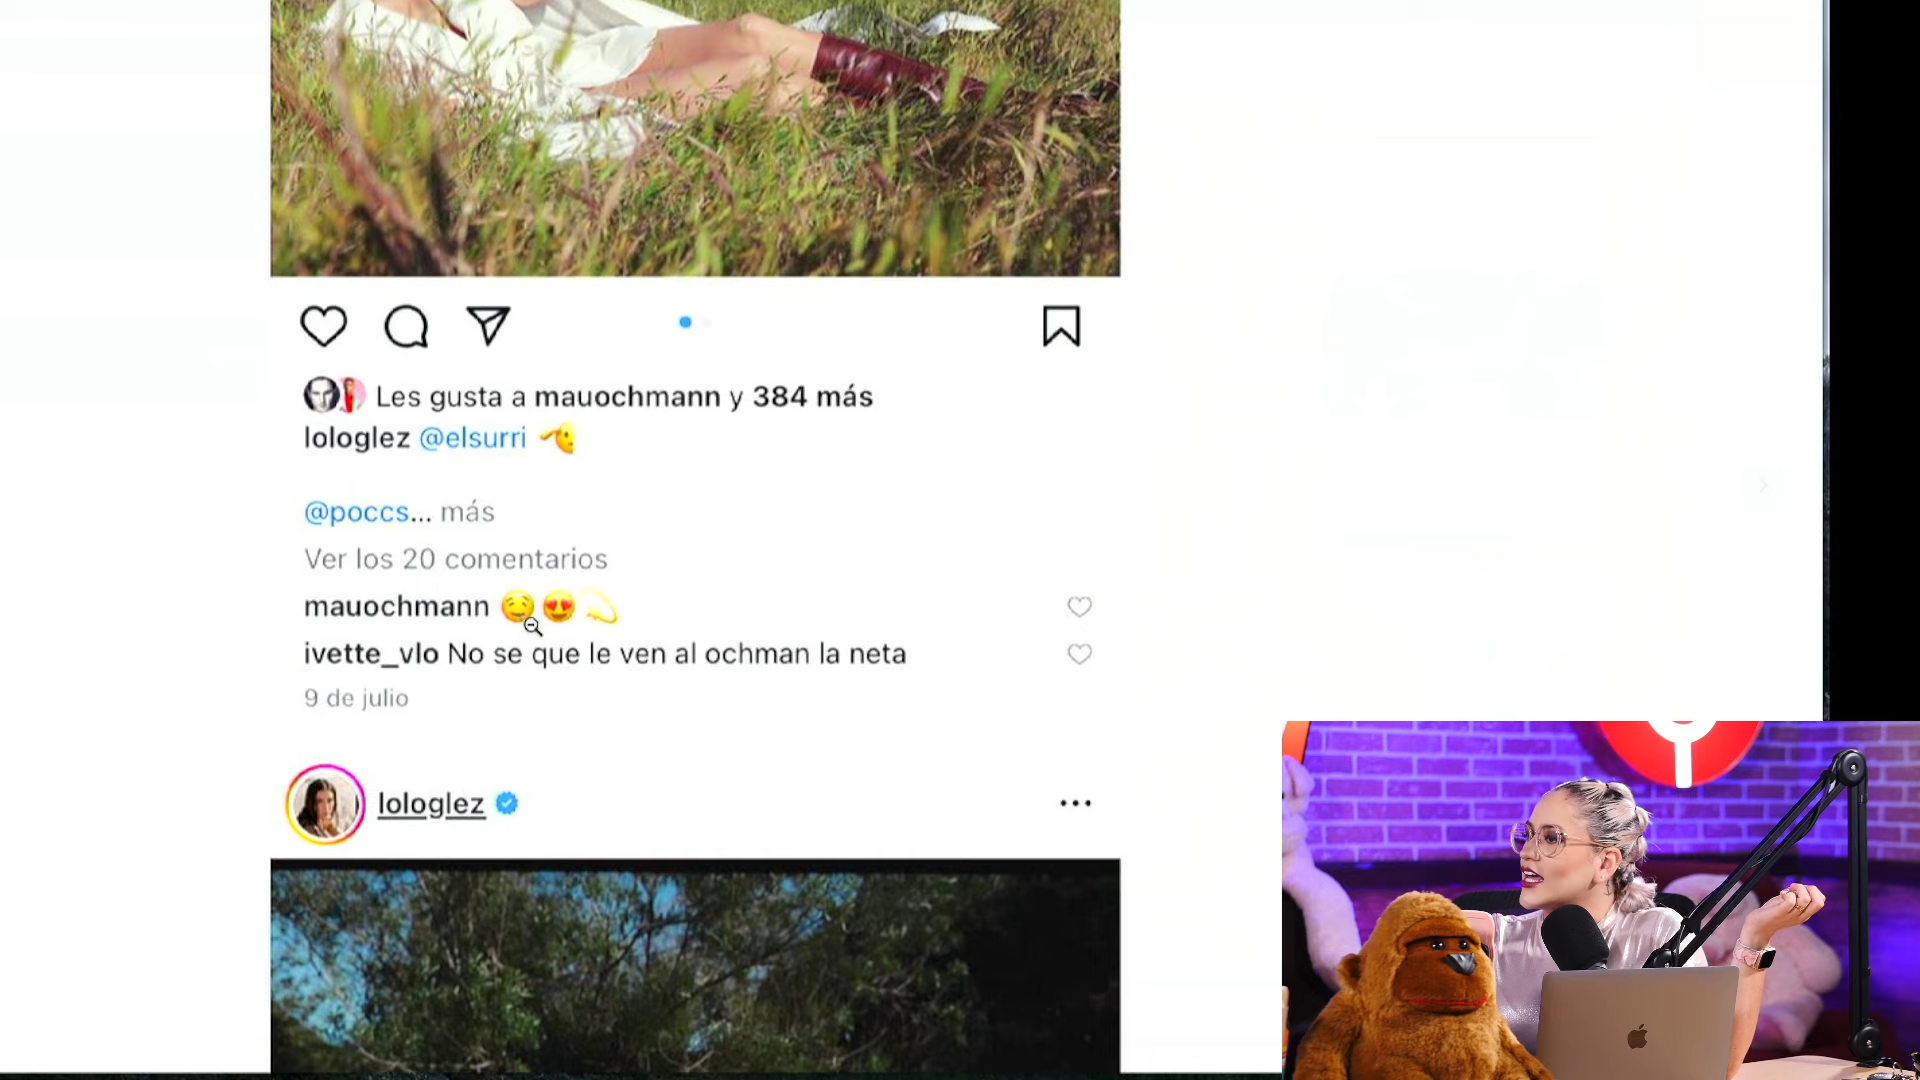 Les gusta a mauochmann y 384 más
lologlez @elsurri
@poccs... más
Ver los 20 comentarios
mauochmann
ivette_vlo No se que le ven al ochman la neta
9 de julio
lologlez